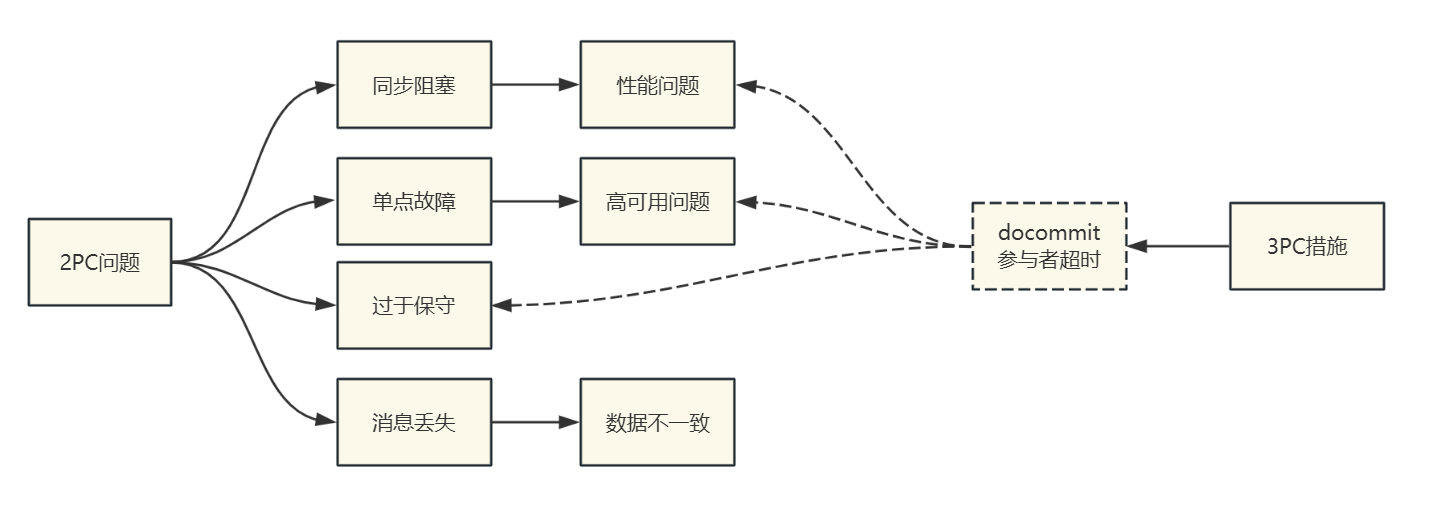 同步阻塞
性能问题
单点故障
高可用问题
2PC问题
docommit
参与者超时
3PC措施
过于保守
消息丢失
数据不一致